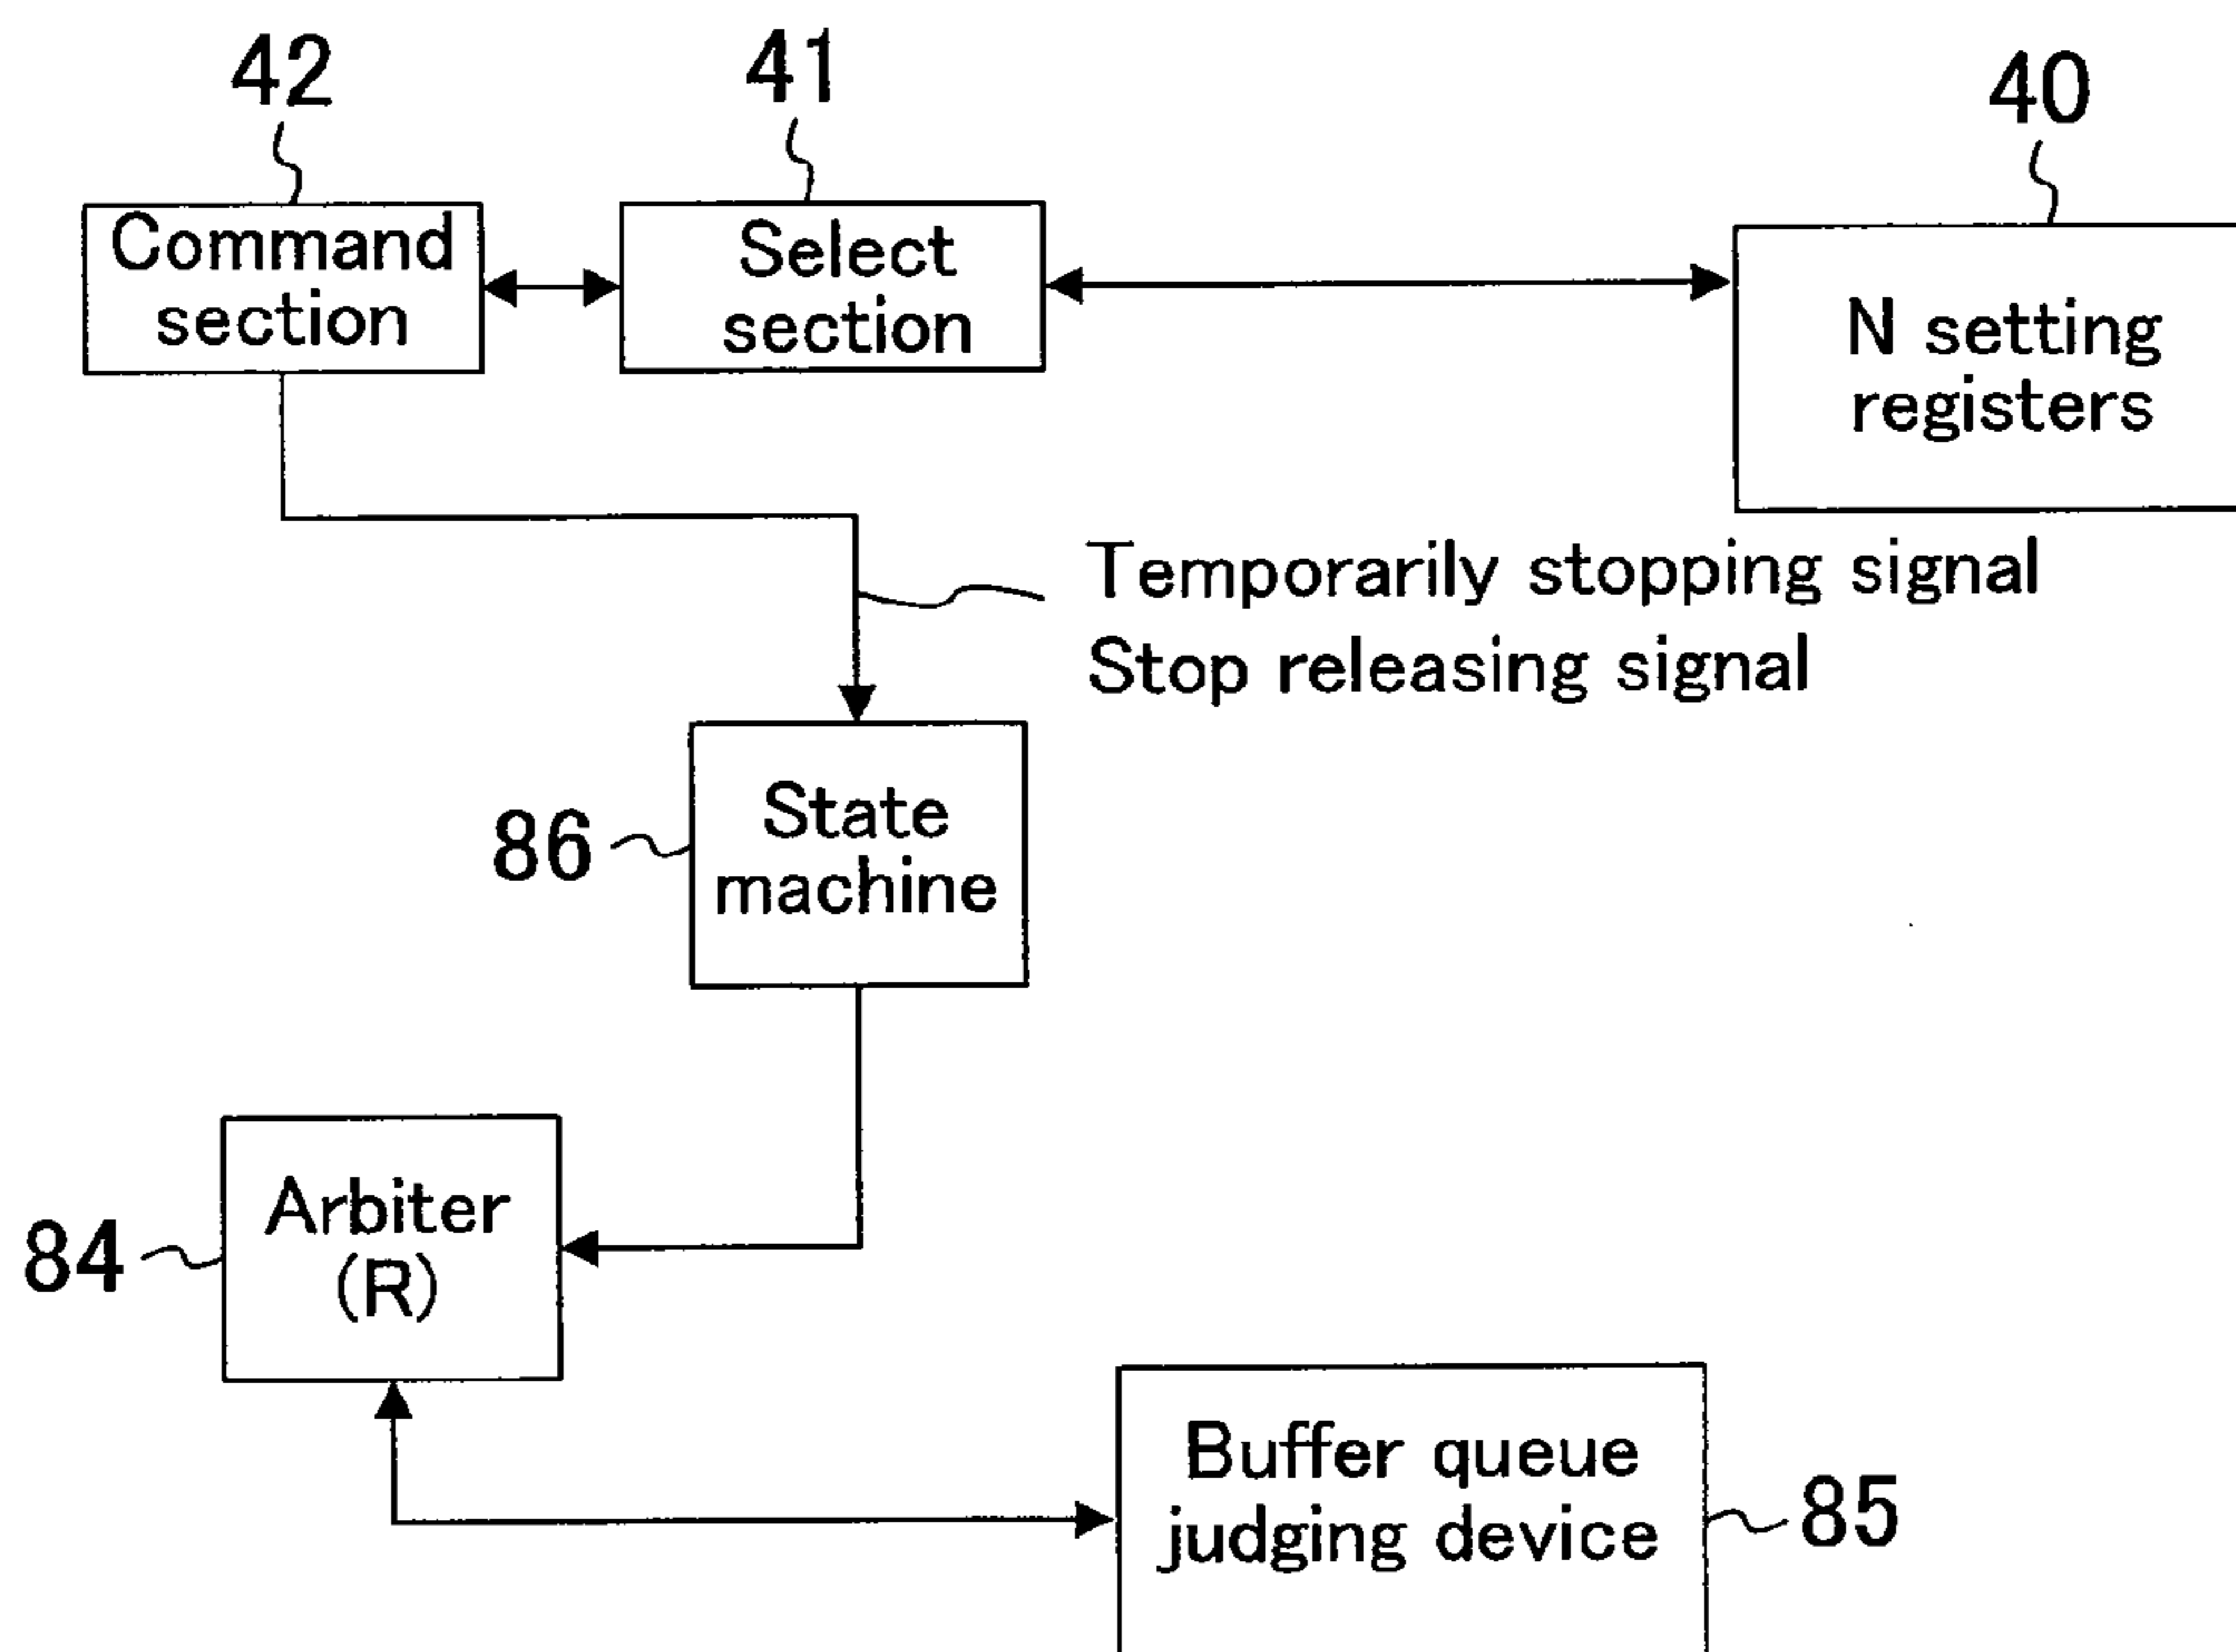 42
41
40
Command
section
Select
section
N setting
registers
Temporarily stopping signal
Stop releasing signal
86
State
machine
84
Arbiter
(R)
Buffer queue
judging device
85